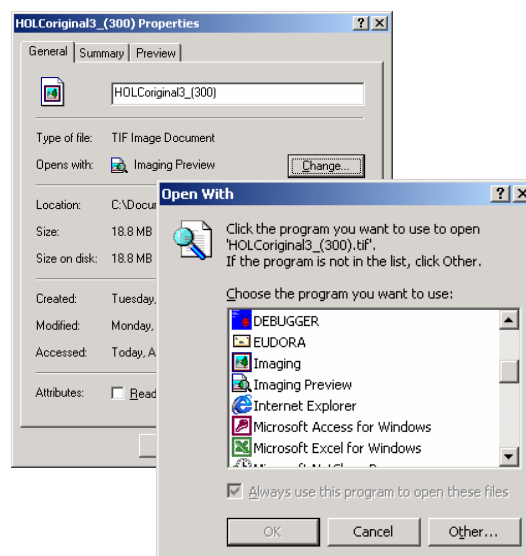 HOLCoriginal3_(300) Properties
General Summary Preview
HOLCoriginal3_(300)
Type of file: TIF Image Document
Opens with: Imaging Preview Change...
Location:
Size: 18.8 MB
Size on disk: 18.8 MB
Created: Tuesday,
Modified: Monday,
Accessed: Today,
Attributes:
Open With
Click the program you want to use to open
'HOLCoriginal3_(300).tif'.
If the program is not in the list, click Other.
Choose the program you want to use:
DEBUGGER
EUDORA
Imaging
Imaging Preview
Internet Explorer
Microsoft Access for Windows
Microsoft Excel for Windows
Always use this program to open these files
OK Cancel Other...